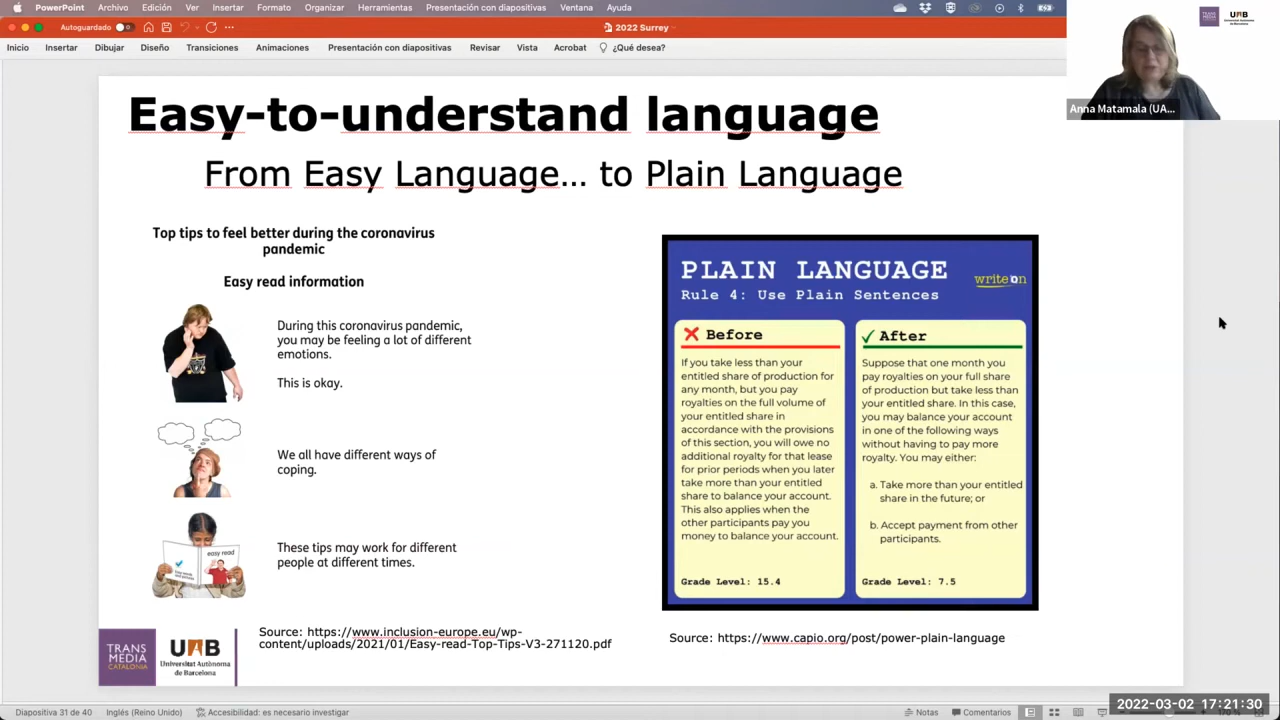 PowerPoint Archivo Edición Ver Insertar Formato Organizar Herramientas Presentación con diapositivas Ventana Ayuda
Autoguardado
2022 Surrey
Inicio Insertar Dibujar Diseño Transiciones Animaciones Presentación con diapositivas Revisar Vista Acrobat ¿Qué desea?
Anna Matamala (UA...
Easy-to-understand language
From Easy Language... to Plain Language
Top tips to feel better during the coronavirus
pandemic
Easy read information
During this coronavirus pandemic,
you may be feeling a lot of different
emotions.
This is okay.
We all have different ways of
coping.
easy read
These tips may work for different
people at different times.
Source: https://www.inclusion-europe.eu/wp-
content/uploads/2021/01/Easy-read-Top-Tips-V3-271120.pdf
PLAIN LANGUAGE
write on
Rule 4: Use Plain Sentences
Before
If you take less than your
entitled share of production for
any month, but you pay
royalties on the full volume of
your entitled share in
accordance with the provisions
of this section, you will owe no
additional royalty for that lease
for prior periods when you later
take more than your entitled
share to balance your account.
This also applies when the
other participants pay you
money to balance your account.
Grade Level: 15.4
After
Suppose that one month you
pay royalties on your full share
of production but take less than
your entitled share. In this case,
you may balance your account
in one of the following ways
without having to pay more
royalty. You may either:
a. Take more than your entitled
share in the future; or
b. Accept payment from other
participants.
Grade Level: 7.5
Source: https://www.capio.org/post/power-plain-language
TRANS
MEDIA
CATALONIA
UAB
Universitat Autònoma
de Barcelona
2022-03-02 17:21:30
Diapositiva 31 de 40 Inglés (Reino Unido) Accesibilidad: es necesario investigar Notas Comentarios